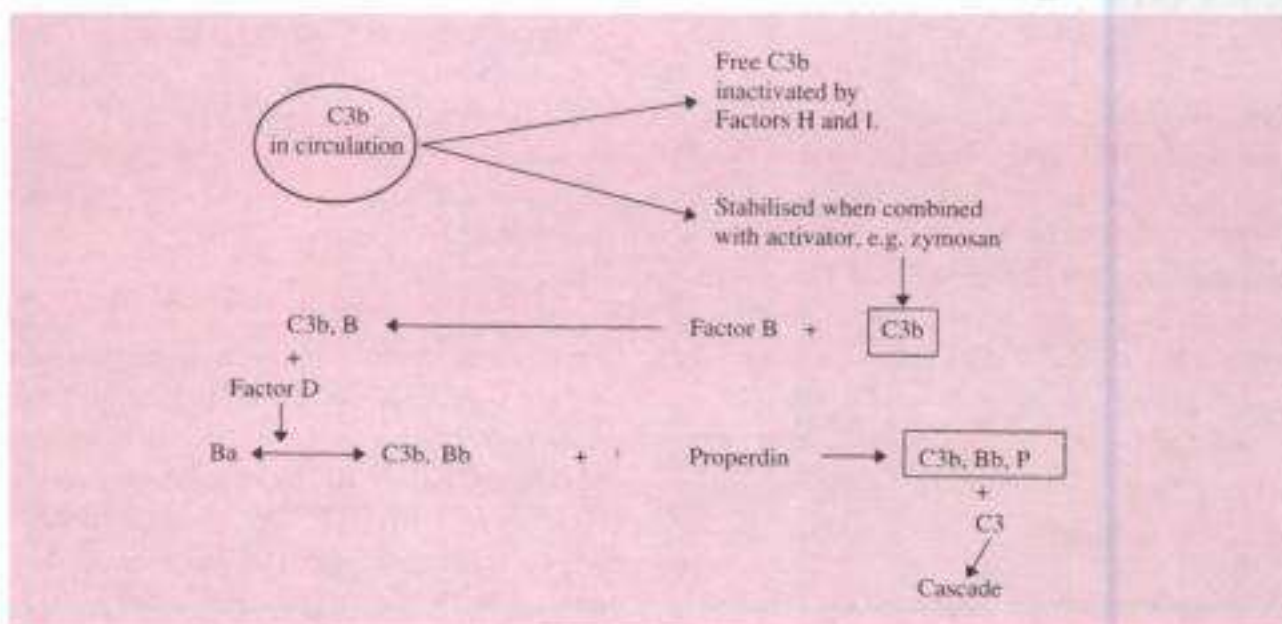 Free C3b
inactivated by
Factors H and I.
C3b
in circulation
Stabilised when combined
with activator, e.g. zymosan
C3b, B
Factor B +
C3b
+
Factor D
Ba
C3b, Bb
+
Properdin
C3b, Bb, P
+
C3
Cascade